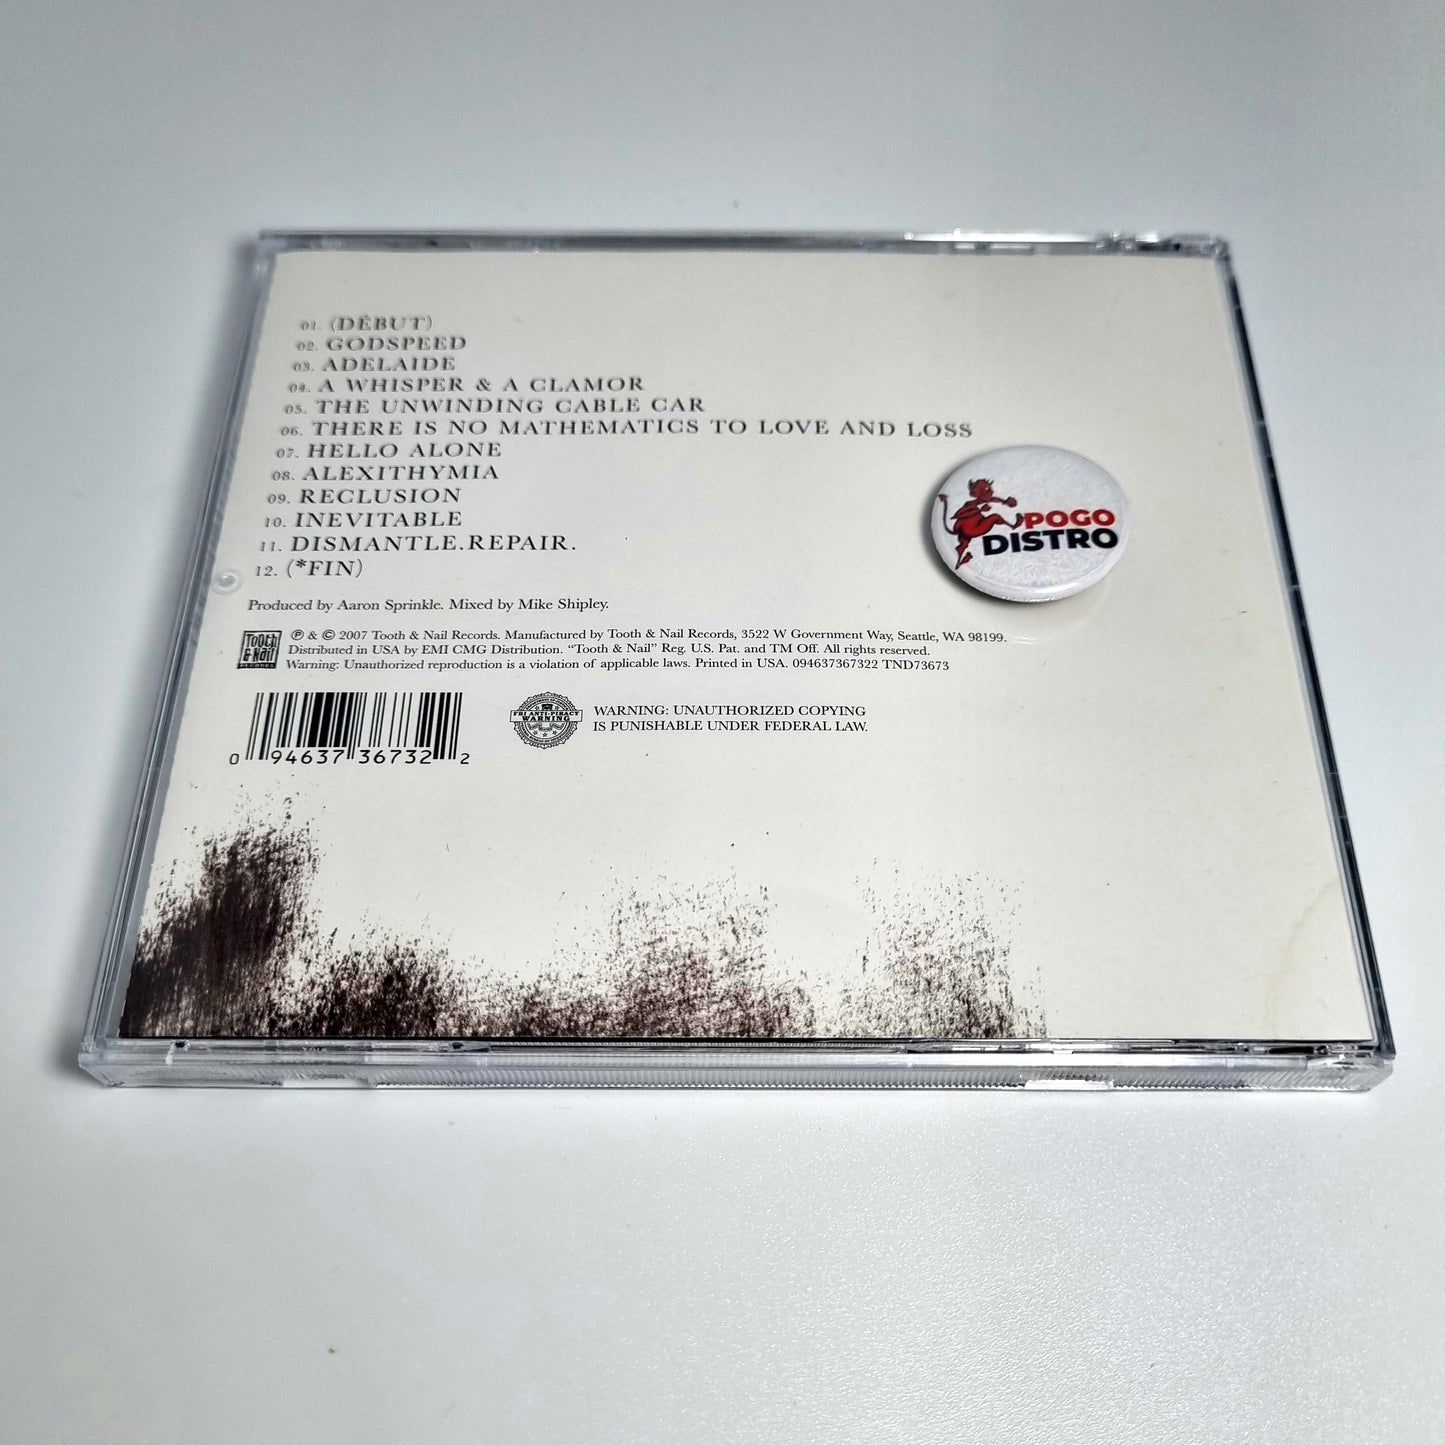 01. (DÉBUT)
02. GODSPEED
03. ADELAIDE
04. A WHISPER & A CLAMOR
05. THE UNWINDING CABLE CAR
06. THERE IS NO MATHEMATICS TO LOVE AND LOSS
07. HELLO ALONE
08. ALEXITHYMIA
09. RECLUSION
10. INEVITABLE
11. DISMANTLE.REPAIR.
12. (*FIN)
POGO
DISTRO
Produced by Aaron Sprinkle. Mixed by Mike Shipley.
Tooth
& Nail
RECORDS
℗ & © 2007 Tooth & Nail Records. Manufactured by Tooth & Nail Records, 3522 W Government Way, Seattle, WA 98199.
Distributed in USA by EMI CMG Distribution. “Tooth & Nail” Reg. U.S. Pat. and TM Off. All rights reserved.
Warning: Unauthorized reproduction is a violation of applicable laws. Printed in USA. 094637367322 TND73673
0 94637 36732 2
FBI ANTI-PIRACY
WARNING
WARNING: UNAUTHORIZED COPYING
IS PUNISHABLE UNDER FEDERAL LAW.